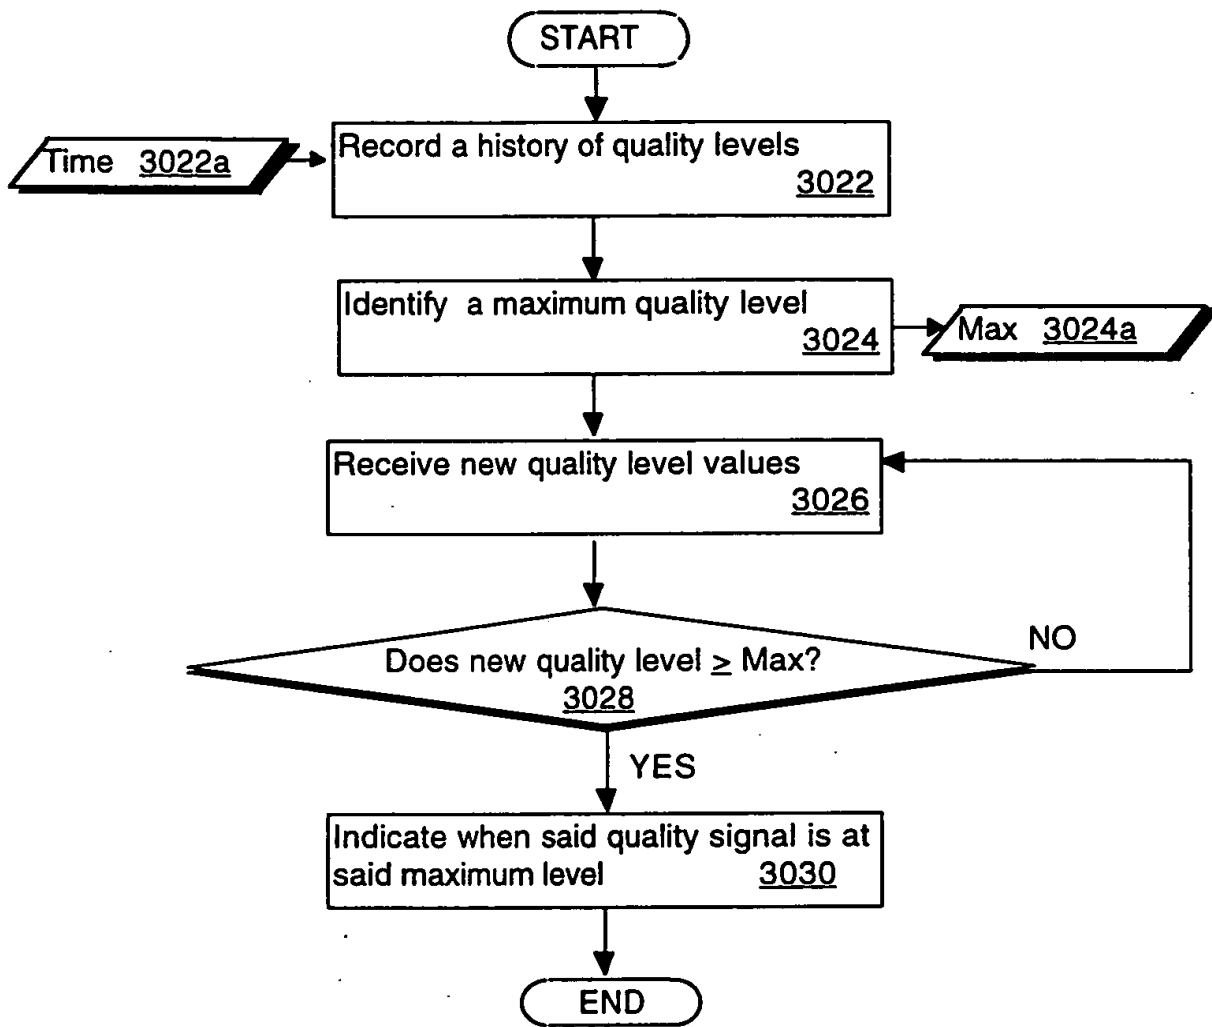 START
Time 3022a
Record a history of quality levels
3022
Identify a maximum quality level
3024
Max 3024a
Receive new quality level values
3026
NO
Does new quality level ≥ Max?
3028
YES
Indicate when said quality signal is at
said maximum level 3030
END